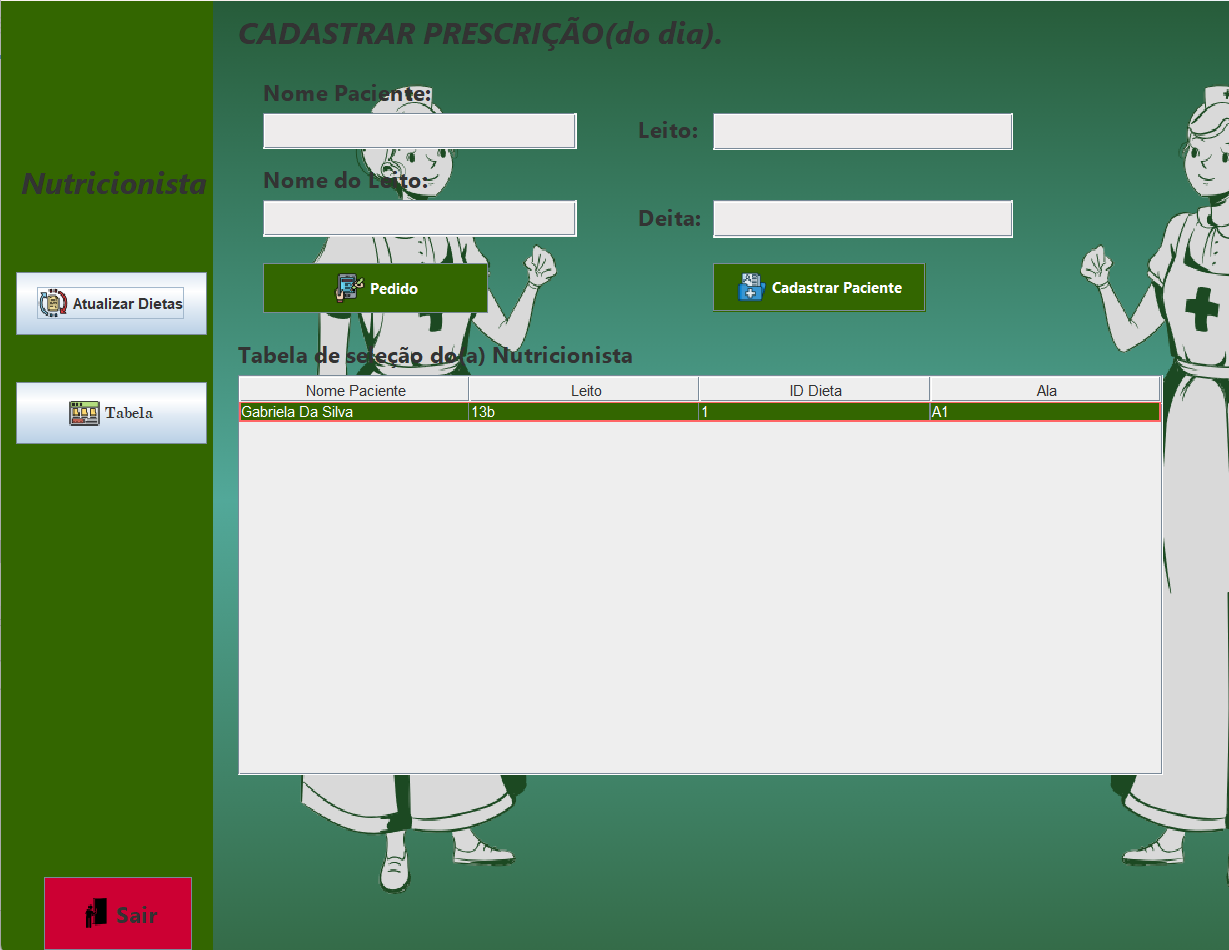 CADASTRAR PRESCRIÇÃO(do dia).
Nome Paciente:
Leito:
Nutricionista
Nome do Leito:
Deita:
Atualizar Dietas
Pedido
Cadastrar Paciente
Tabela de seleção do(a) Nutricionista
Nome Paciente Leito ID Dieta Ala
Gabriela Da Silva 13b 1 A1
Tabela
Sair